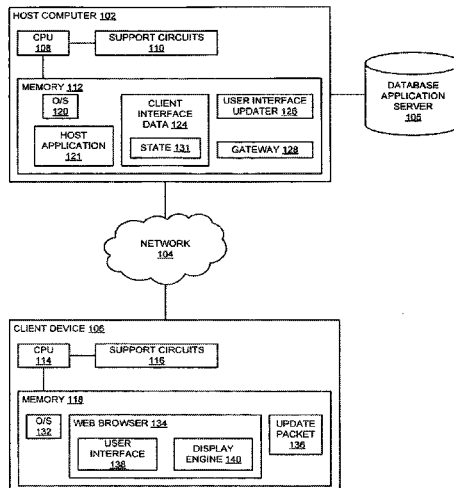 HOST COMPUTER 102
CPU
108
SUPPORT CIRCUITS
110
MEMORY 112
O/S
120
HOST
APPLICATION
121
CLIENT
INTERFACE
DATA
124
STATE 131
USER INTERFACE
UPDATER 126
GATEWAY 128
DATABASE
APPLICATION
SERVER
105
NETWORK
104
CLIENT DEVICE 106
CPU
114
SUPPORT CIRCUITS
116
MEMORY 118
O/S
132
WEB BROWSER 134
USER
INTERFACE
138
DISPLAY
ENGINE 140
UPDATE
PACKET
136